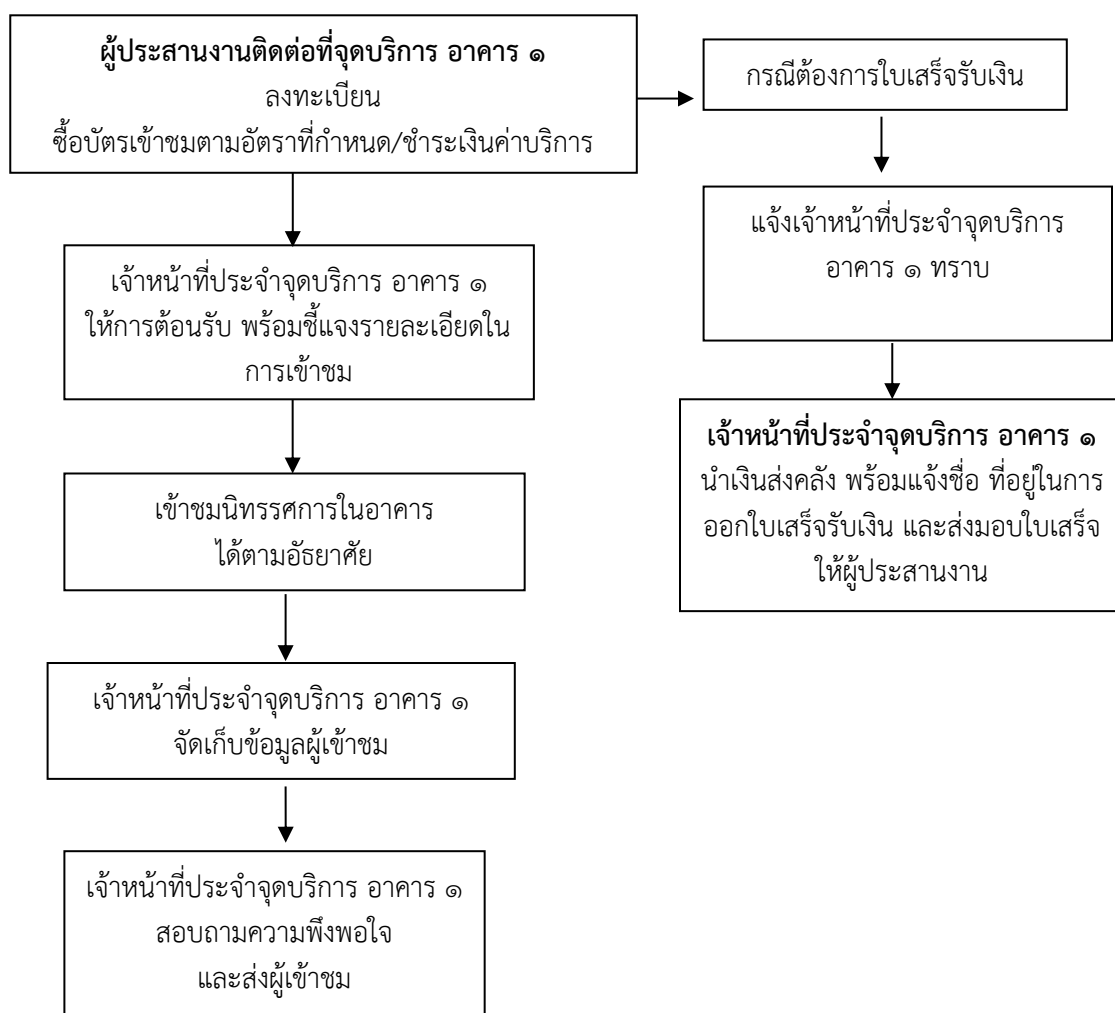 ผู้ประสานงานติดต่อที่จุดบริการ อาคาร ๑
ลงทะเบียน
ซื้อบัตรเข้าชมตามอัตราที่กำหนด/ชำระเงินค่าบริการ
เจ้าหน้าที่ประจำจุดบริการ อาคาร ๑
ให้การต้อนรับ พร้อมชี้แจงรายละเอียดใน
การเข้าชม
เข้าชมนิทรรศการในอาคาร
ได้ตามอัธยาศัย
เจ้าหน้าที่ประจำจุดบริการ อาคาร ๑
จัดเก็บข้อมูลผู้เข้าชม
เจ้าหน้าที่ประจำจุดบริการ อาคาร ๑
สอบถามความพึงพอใจ
และส่งผู้เข้าชม
กรณีต้องการใบเสร็จรับเงิน
แจ้งเจ้าหน้าที่ประจำจุดบริการ
อาคาร ๑ ทราบ
เจ้าหน้าที่ประจำจุดบริการ อาคาร ๑
นำเงินส่งคลัง พร้อมแจ้งชื่อ ที่อยู่ในการ
ออกใบเสร็จรับเงิน และส่งมอบใบเสร็จ
ให้ผู้ประสานงาน